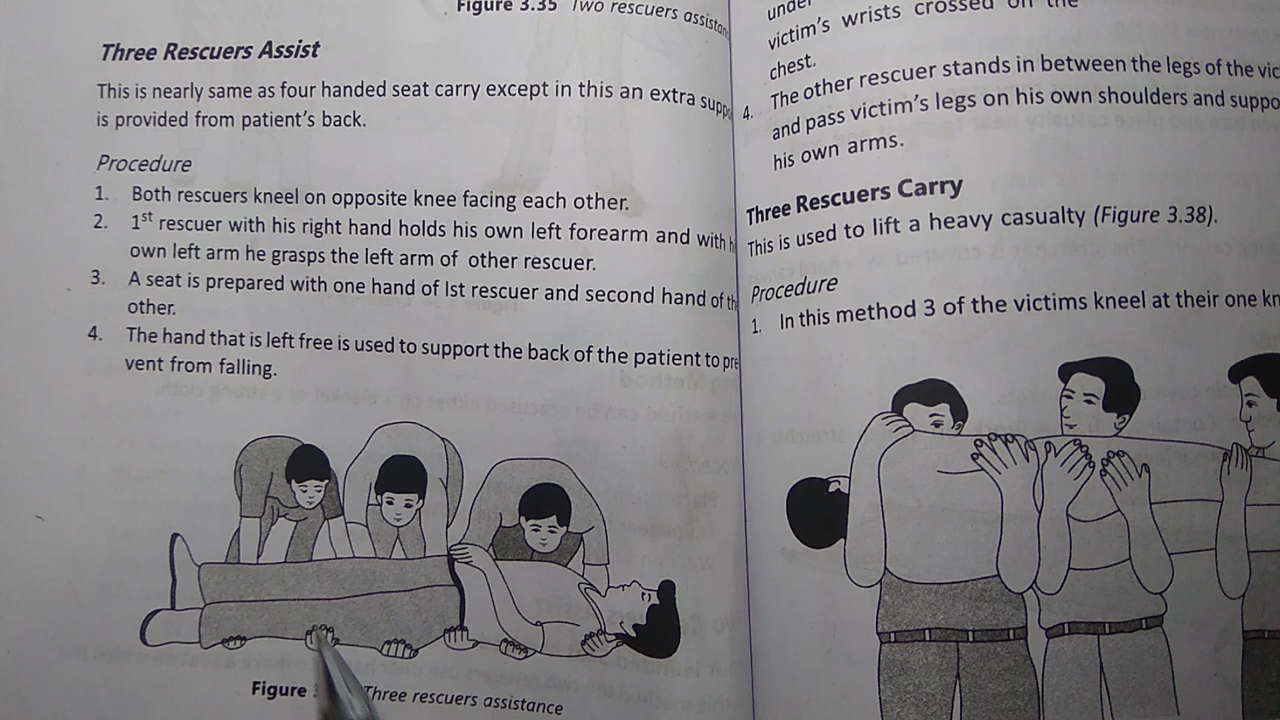 Figure 3.35 Two rescuers
Three Rescuers Assist
This is nearly same as four handed seat carry except in this an extra
is provided from patient's back.
Procedure
1. Both rescuers kneel on opposite knee facing each other.
2. 1st rescuer with his right hand holds his own left forearm and with
own left arm he grasps the left arm of other rescuer.
3. A seat is prepared with one hand of Ist rescuer and second hand of
other.
4. The hand that is left free is used to support the back of the patient to pre
vent from falling.
Figure Three rescuers assistance
under
victim's wrists crossed on the
chest.
4. The other rescuer stands in between the legs of the
and pass victim's legs on his own shoulders and
his own arms.
Three Rescuers Carry
This is used to lift a heavy casualty (Figure 3.38).
Procedure
1. In this method 3 of the victims kneel at their one